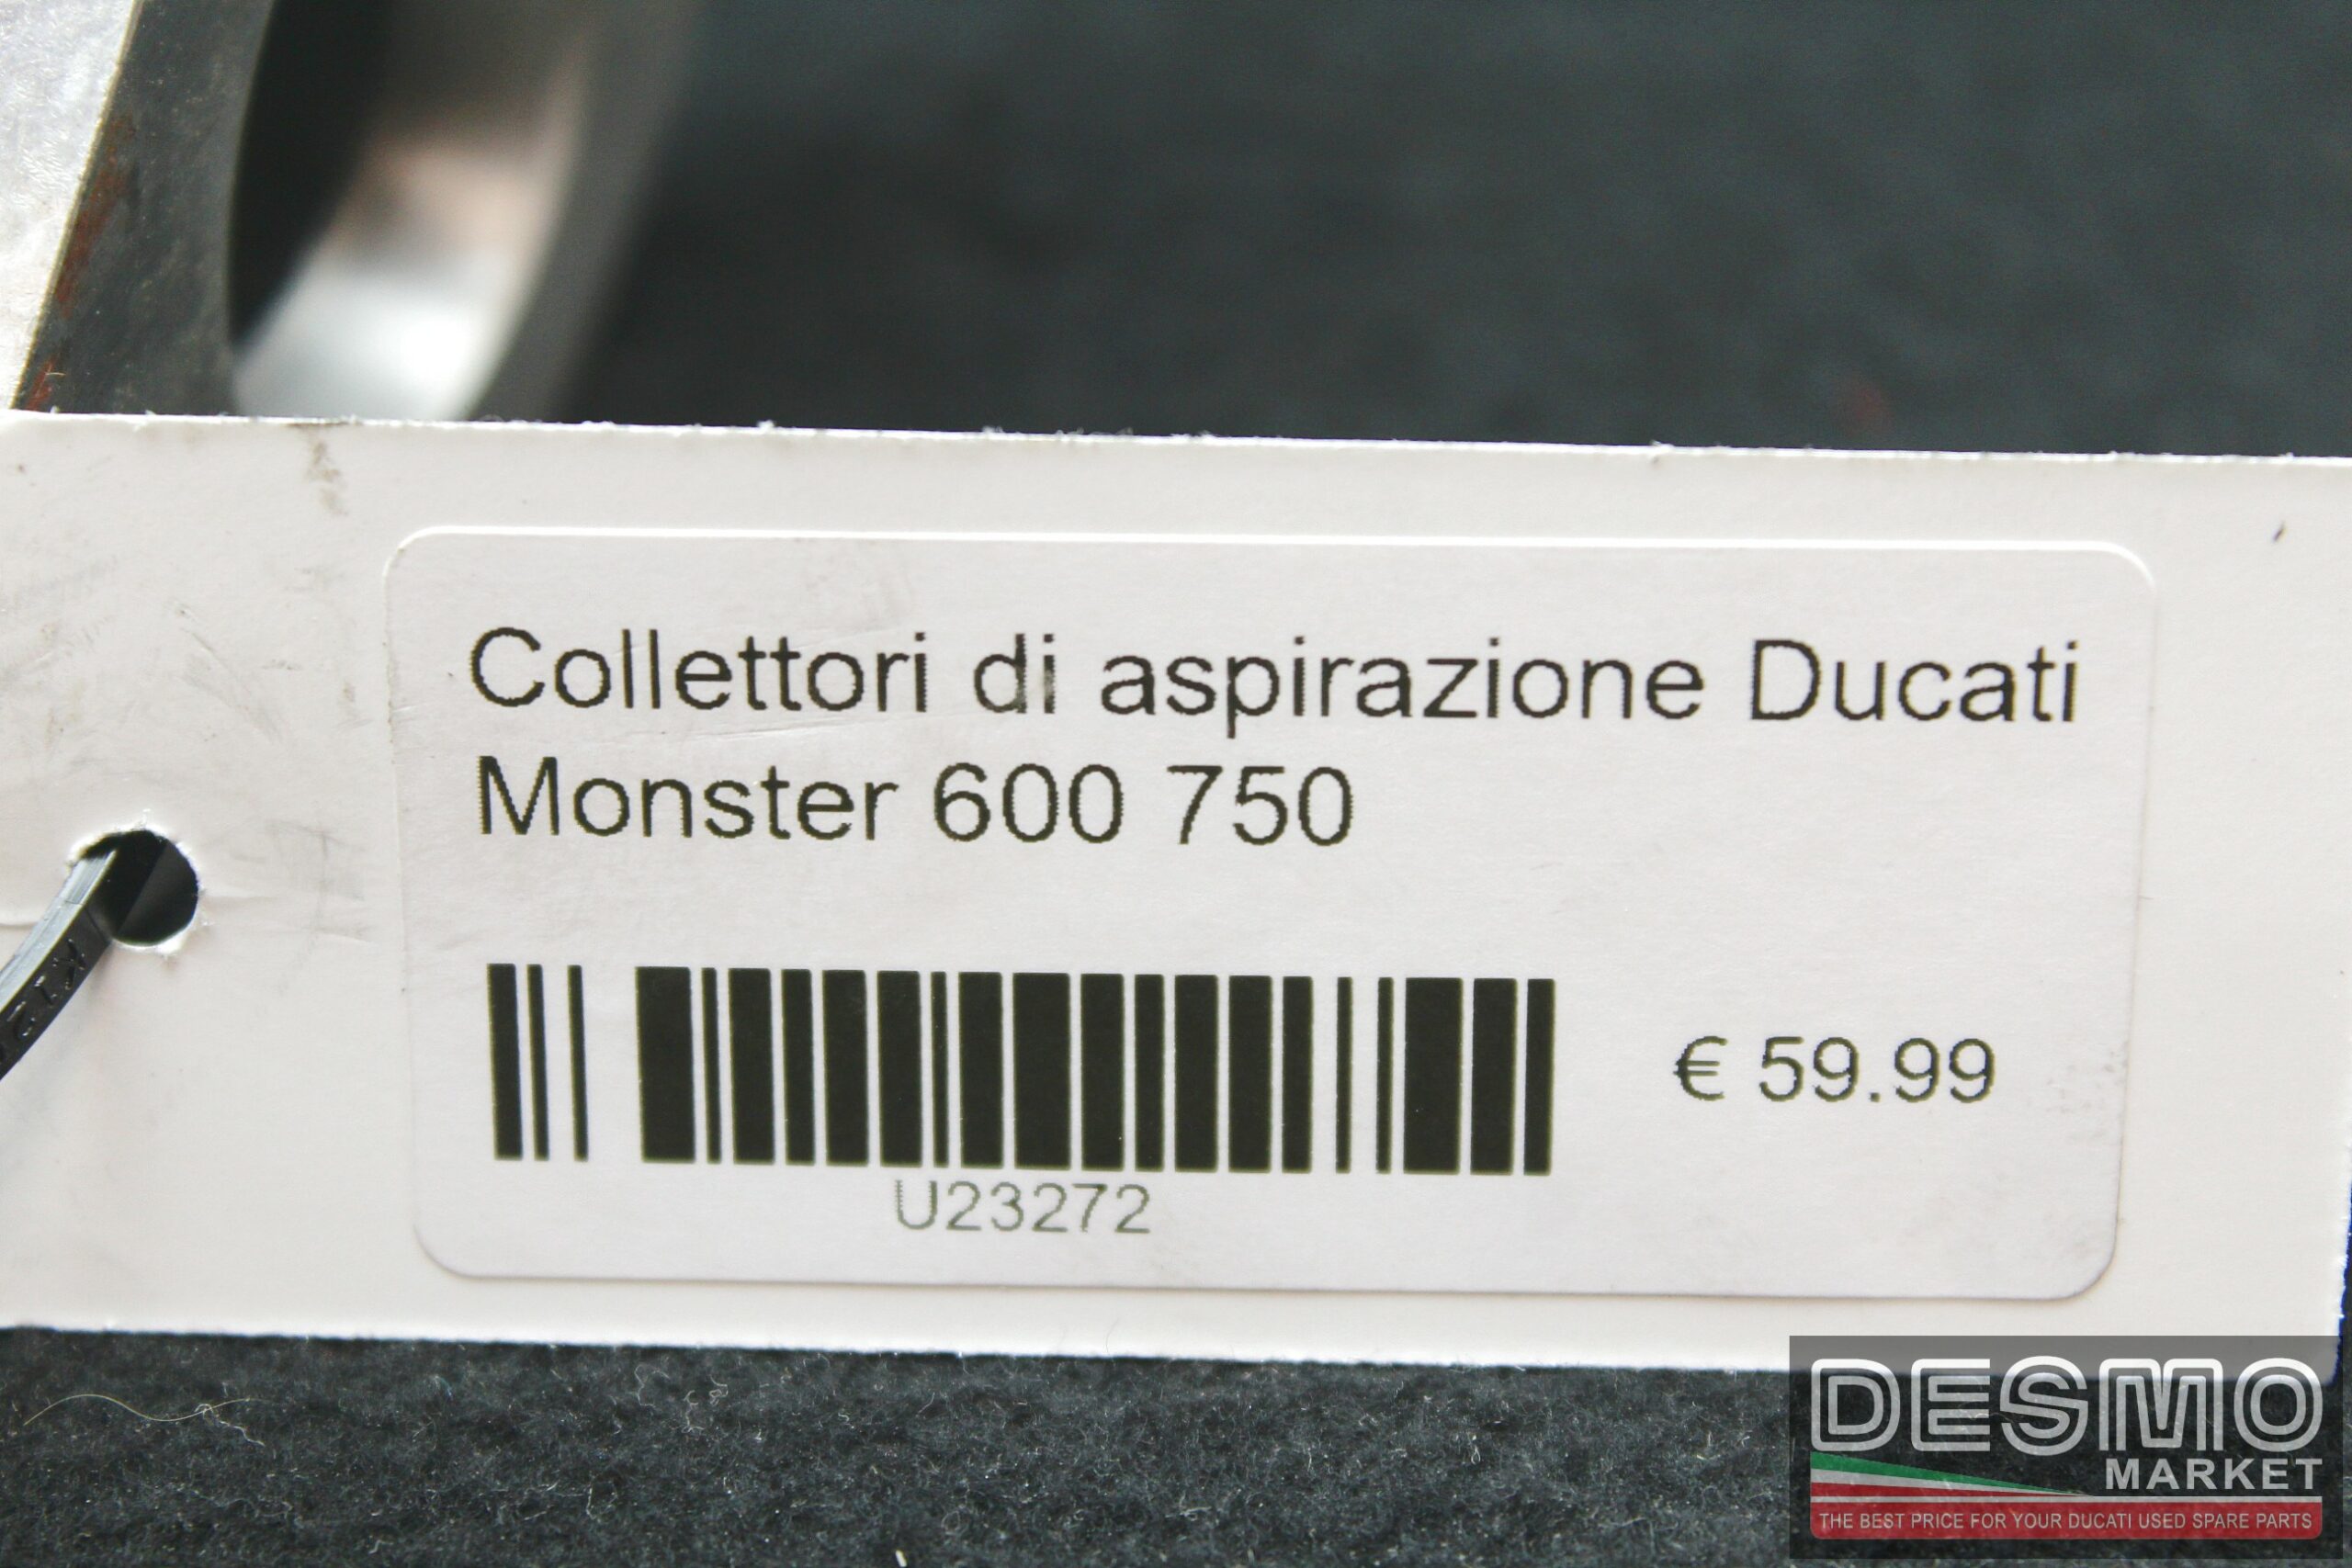 Collettori di aspirazione Ducati
Monster 600 750
€ 59.99
U23272
DESMO
MARKET
THE BEST PRICE FOR YOUR DUCATI USED SPARE PARTS